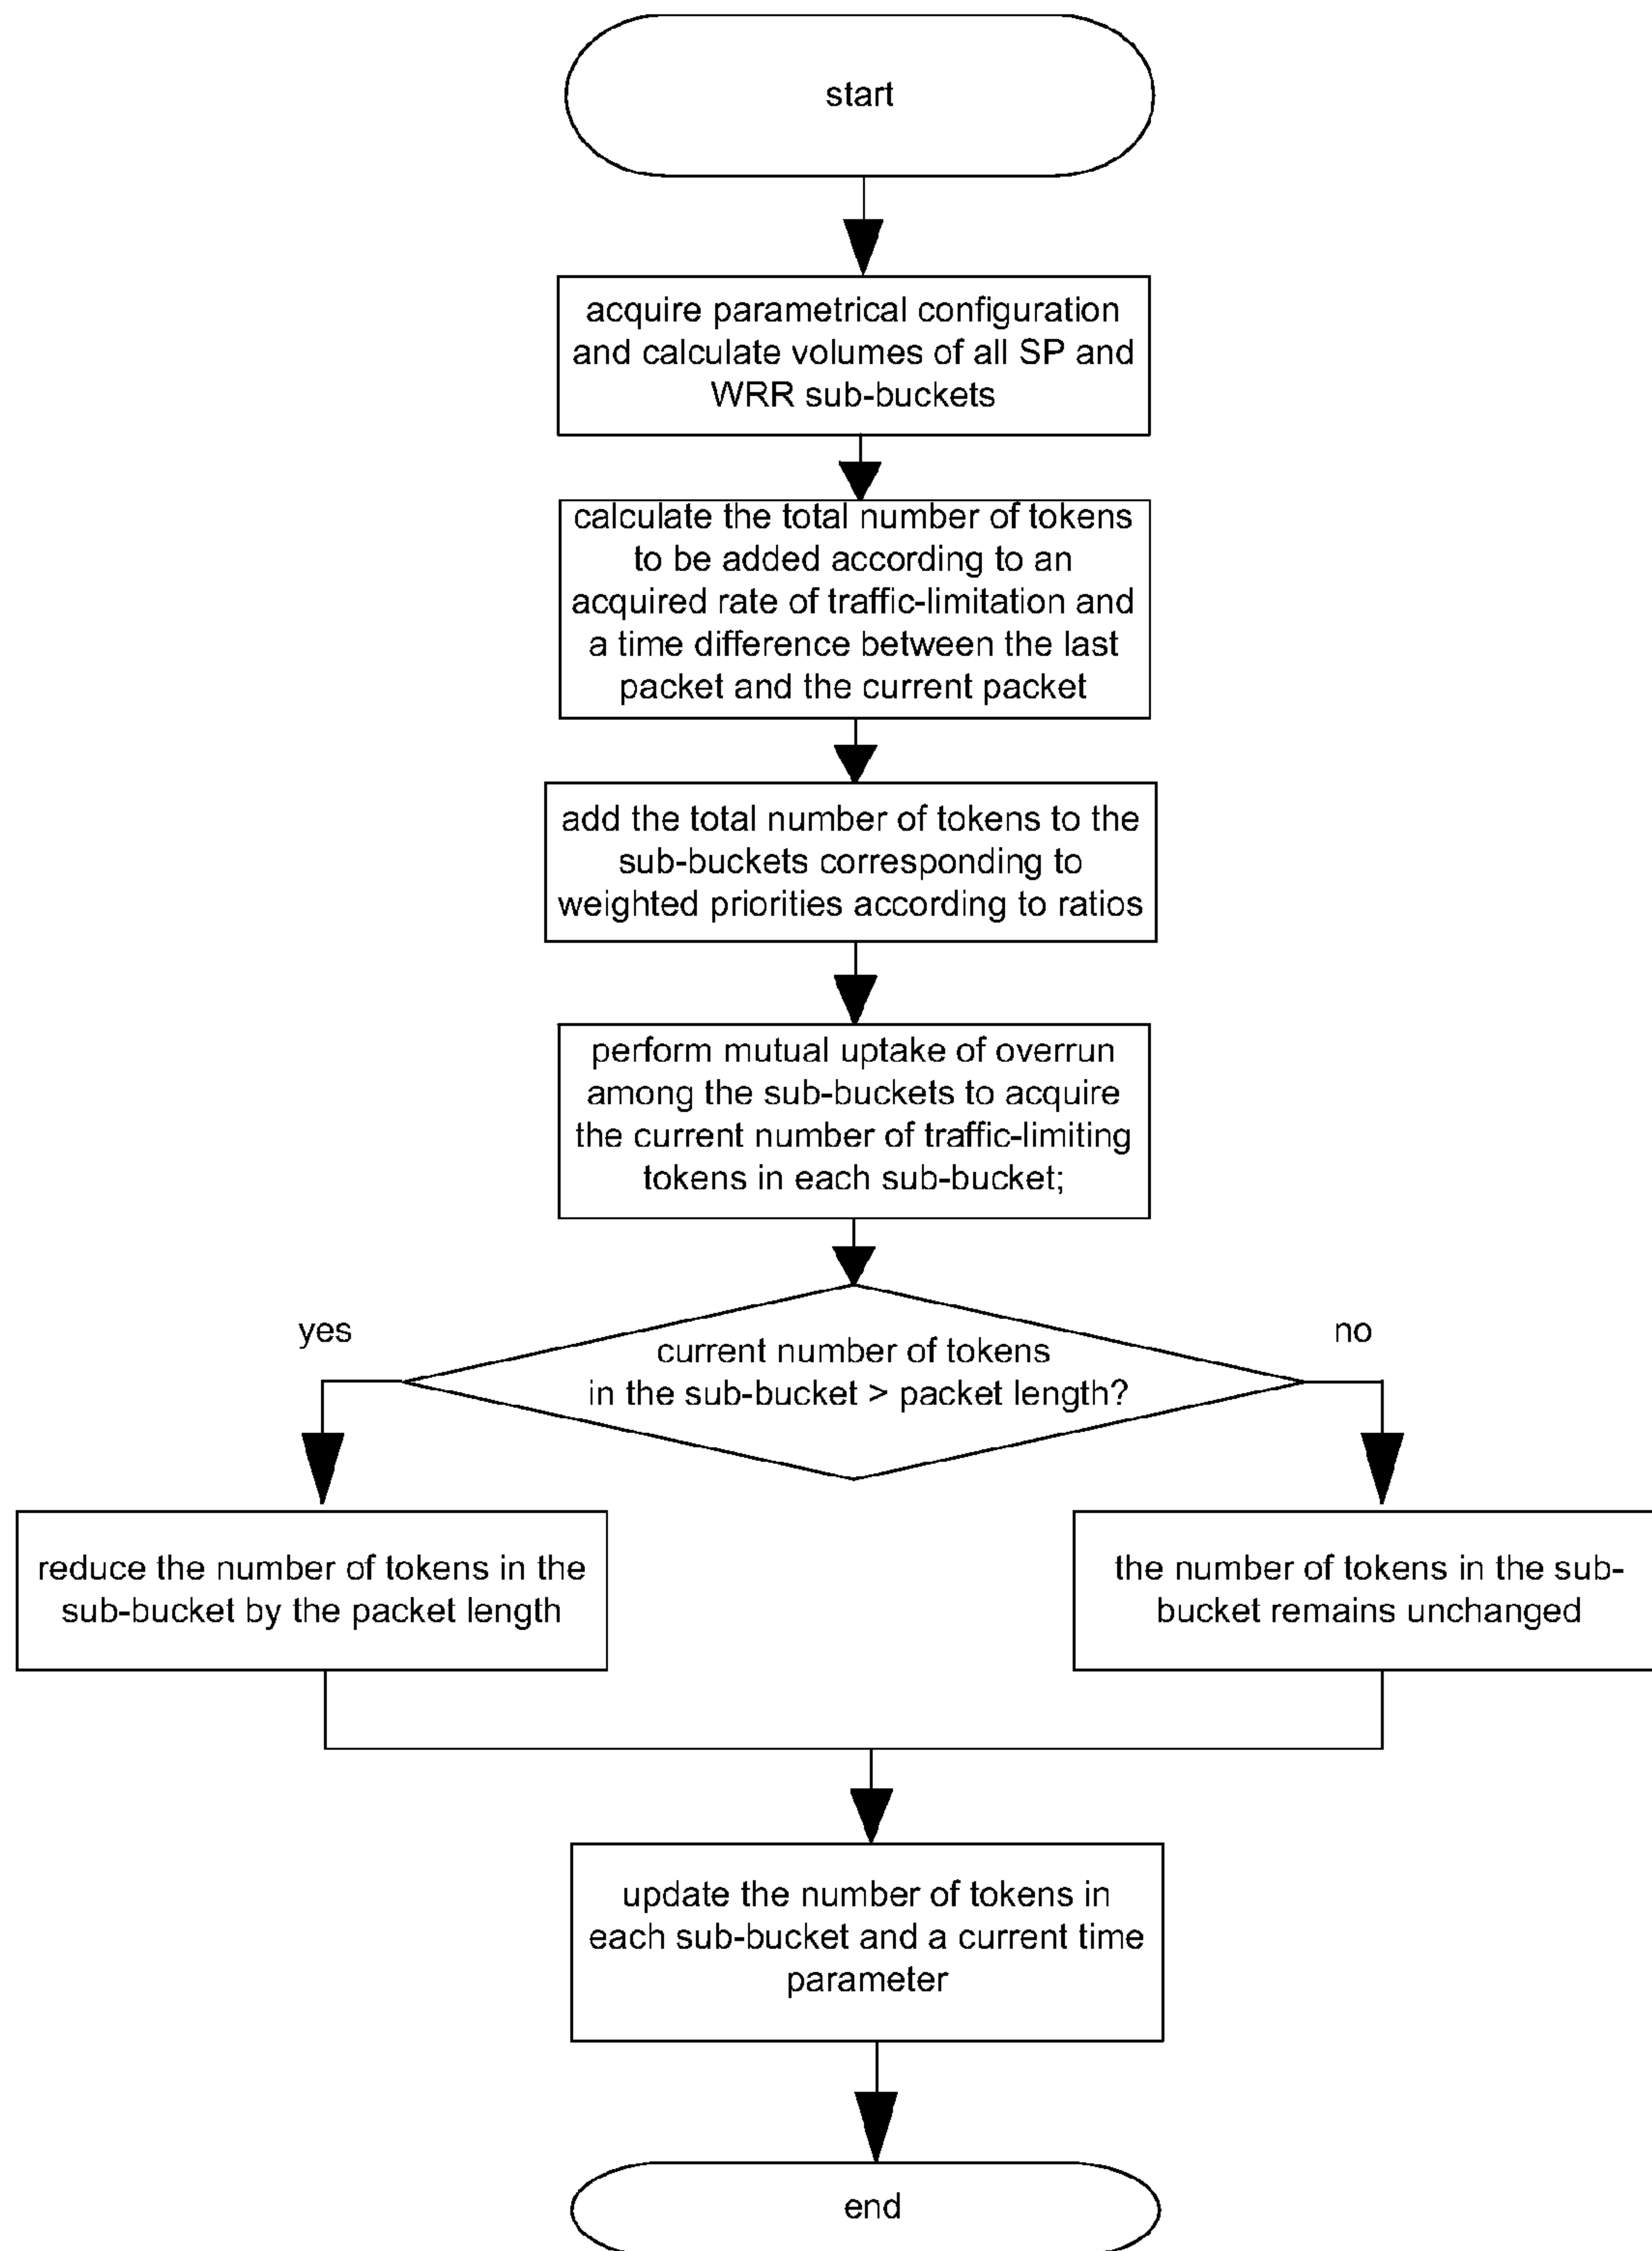 start
acquire parametrical configuration
and calculate volumes of all SP and
WRR sub-buckets
calculate the total number of tokens
to be added according to an
acquired rate of traffic-limitation and
a time difference between the last
packet and the current packet
add the total number of tokens to the
sub-buckets corresponding to
weighted priorities according to ratios
perform mutual uptake of overrun
among the sub-buckets to acquire
the current number of traffic-limiting
tokens in each sub-bucket;
yes
no
current number of tokens
in the sub-bucket > packet length?
reduce the number of tokens in the
sub-bucket by the packet length
the number of tokens in the sub-
bucket remains unchanged
update the number of tokens in
each sub-bucket and a current time
parameter
end